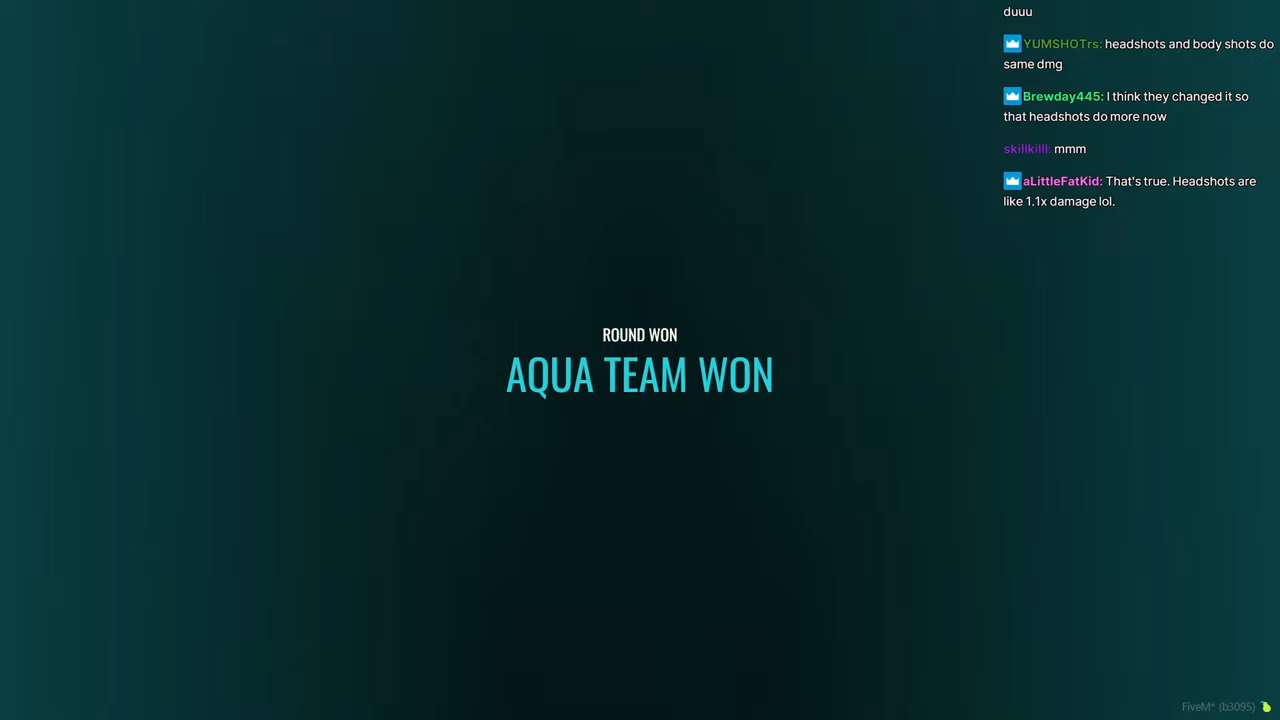 duuu
YUMSHOTrs: headshots and body shots do
same dmg
Brewday445: I think they changed it so
that headshots do more now
skillkilll: mmm
aLittleFatKid: That's true. Headshots are
like 1.1x damage lol.
ROUND WON
AQUA TEAM WON
FiveM* (b3095)